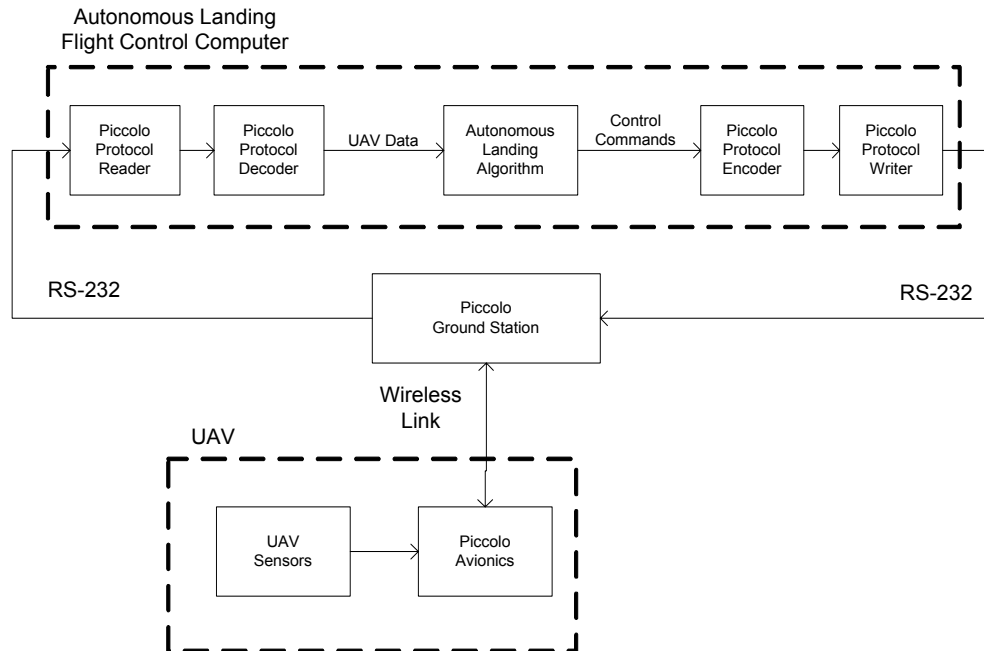 Autonomous Landing
Flight Control Computer
Piccolo
Protocol
Reader
Piccolo
Protocol
Decoder
UAV Data
Autonomous
Landing
Algorithm
Control
Commands
Piccolo
Protocol
Encoder
Piccolo
Protocol
Writer
RS-232
Piccolo
Ground Station
RS-232
Wireless
Link
UAV
UAV
Sensors
Piccolo
Avionics